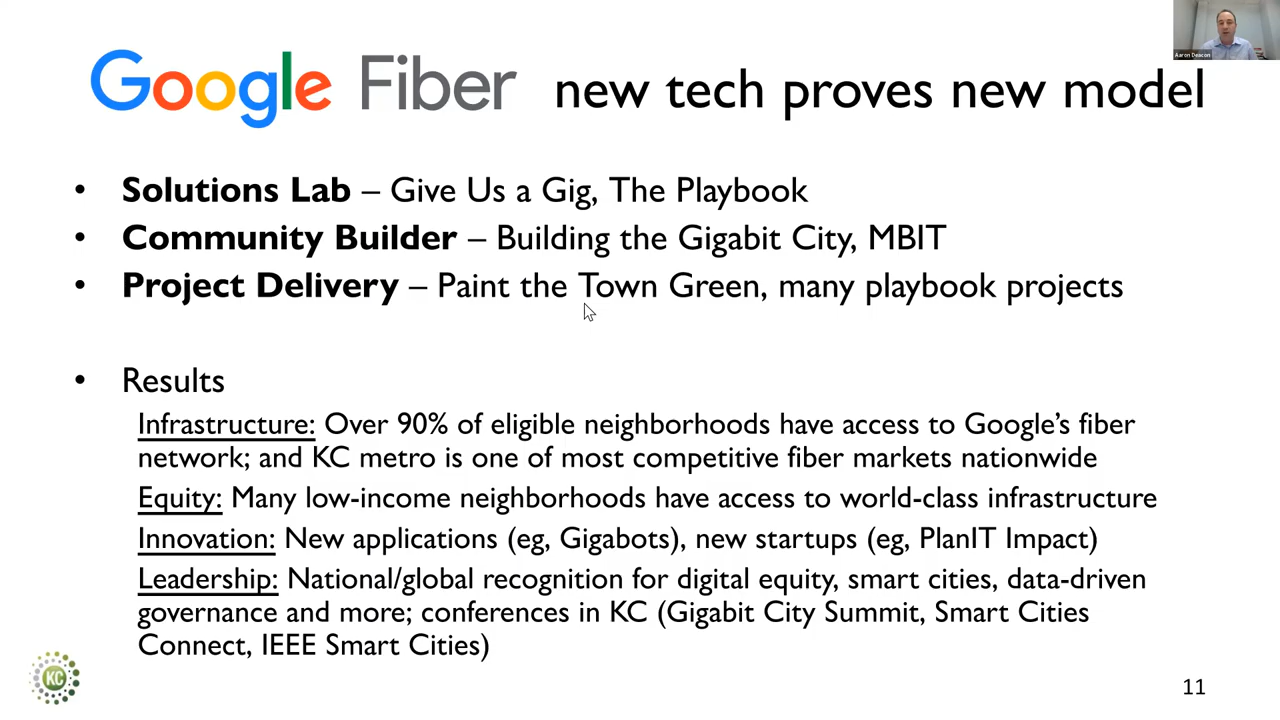 Aaron Deacon
Google Fiber new tech proves new model
• Solutions Lab – Give Us a Gig, The Playbook
• Community Builder – Building the Gigabit City, MBIT
• Project Delivery – Paint the Town Green, many playbook projects
• Results
Infrastructure: Over 90% of eligible neighborhoods have access to Google's fiber
network; and KC metro is one of most competitive fiber markets nationwide
Equity: Many low-income neighborhoods have access to world-class infrastructure
Innovation: New applications (eg, Gigabots), new startups (eg, PlanIT Impact)
Leadership: National/global recognition for digital equity, smart cities, data-driven
governance and more; conferences in KC (Gigabit City Summit, Smart Cities
Connect, IEEE Smart Cities)
KC
11